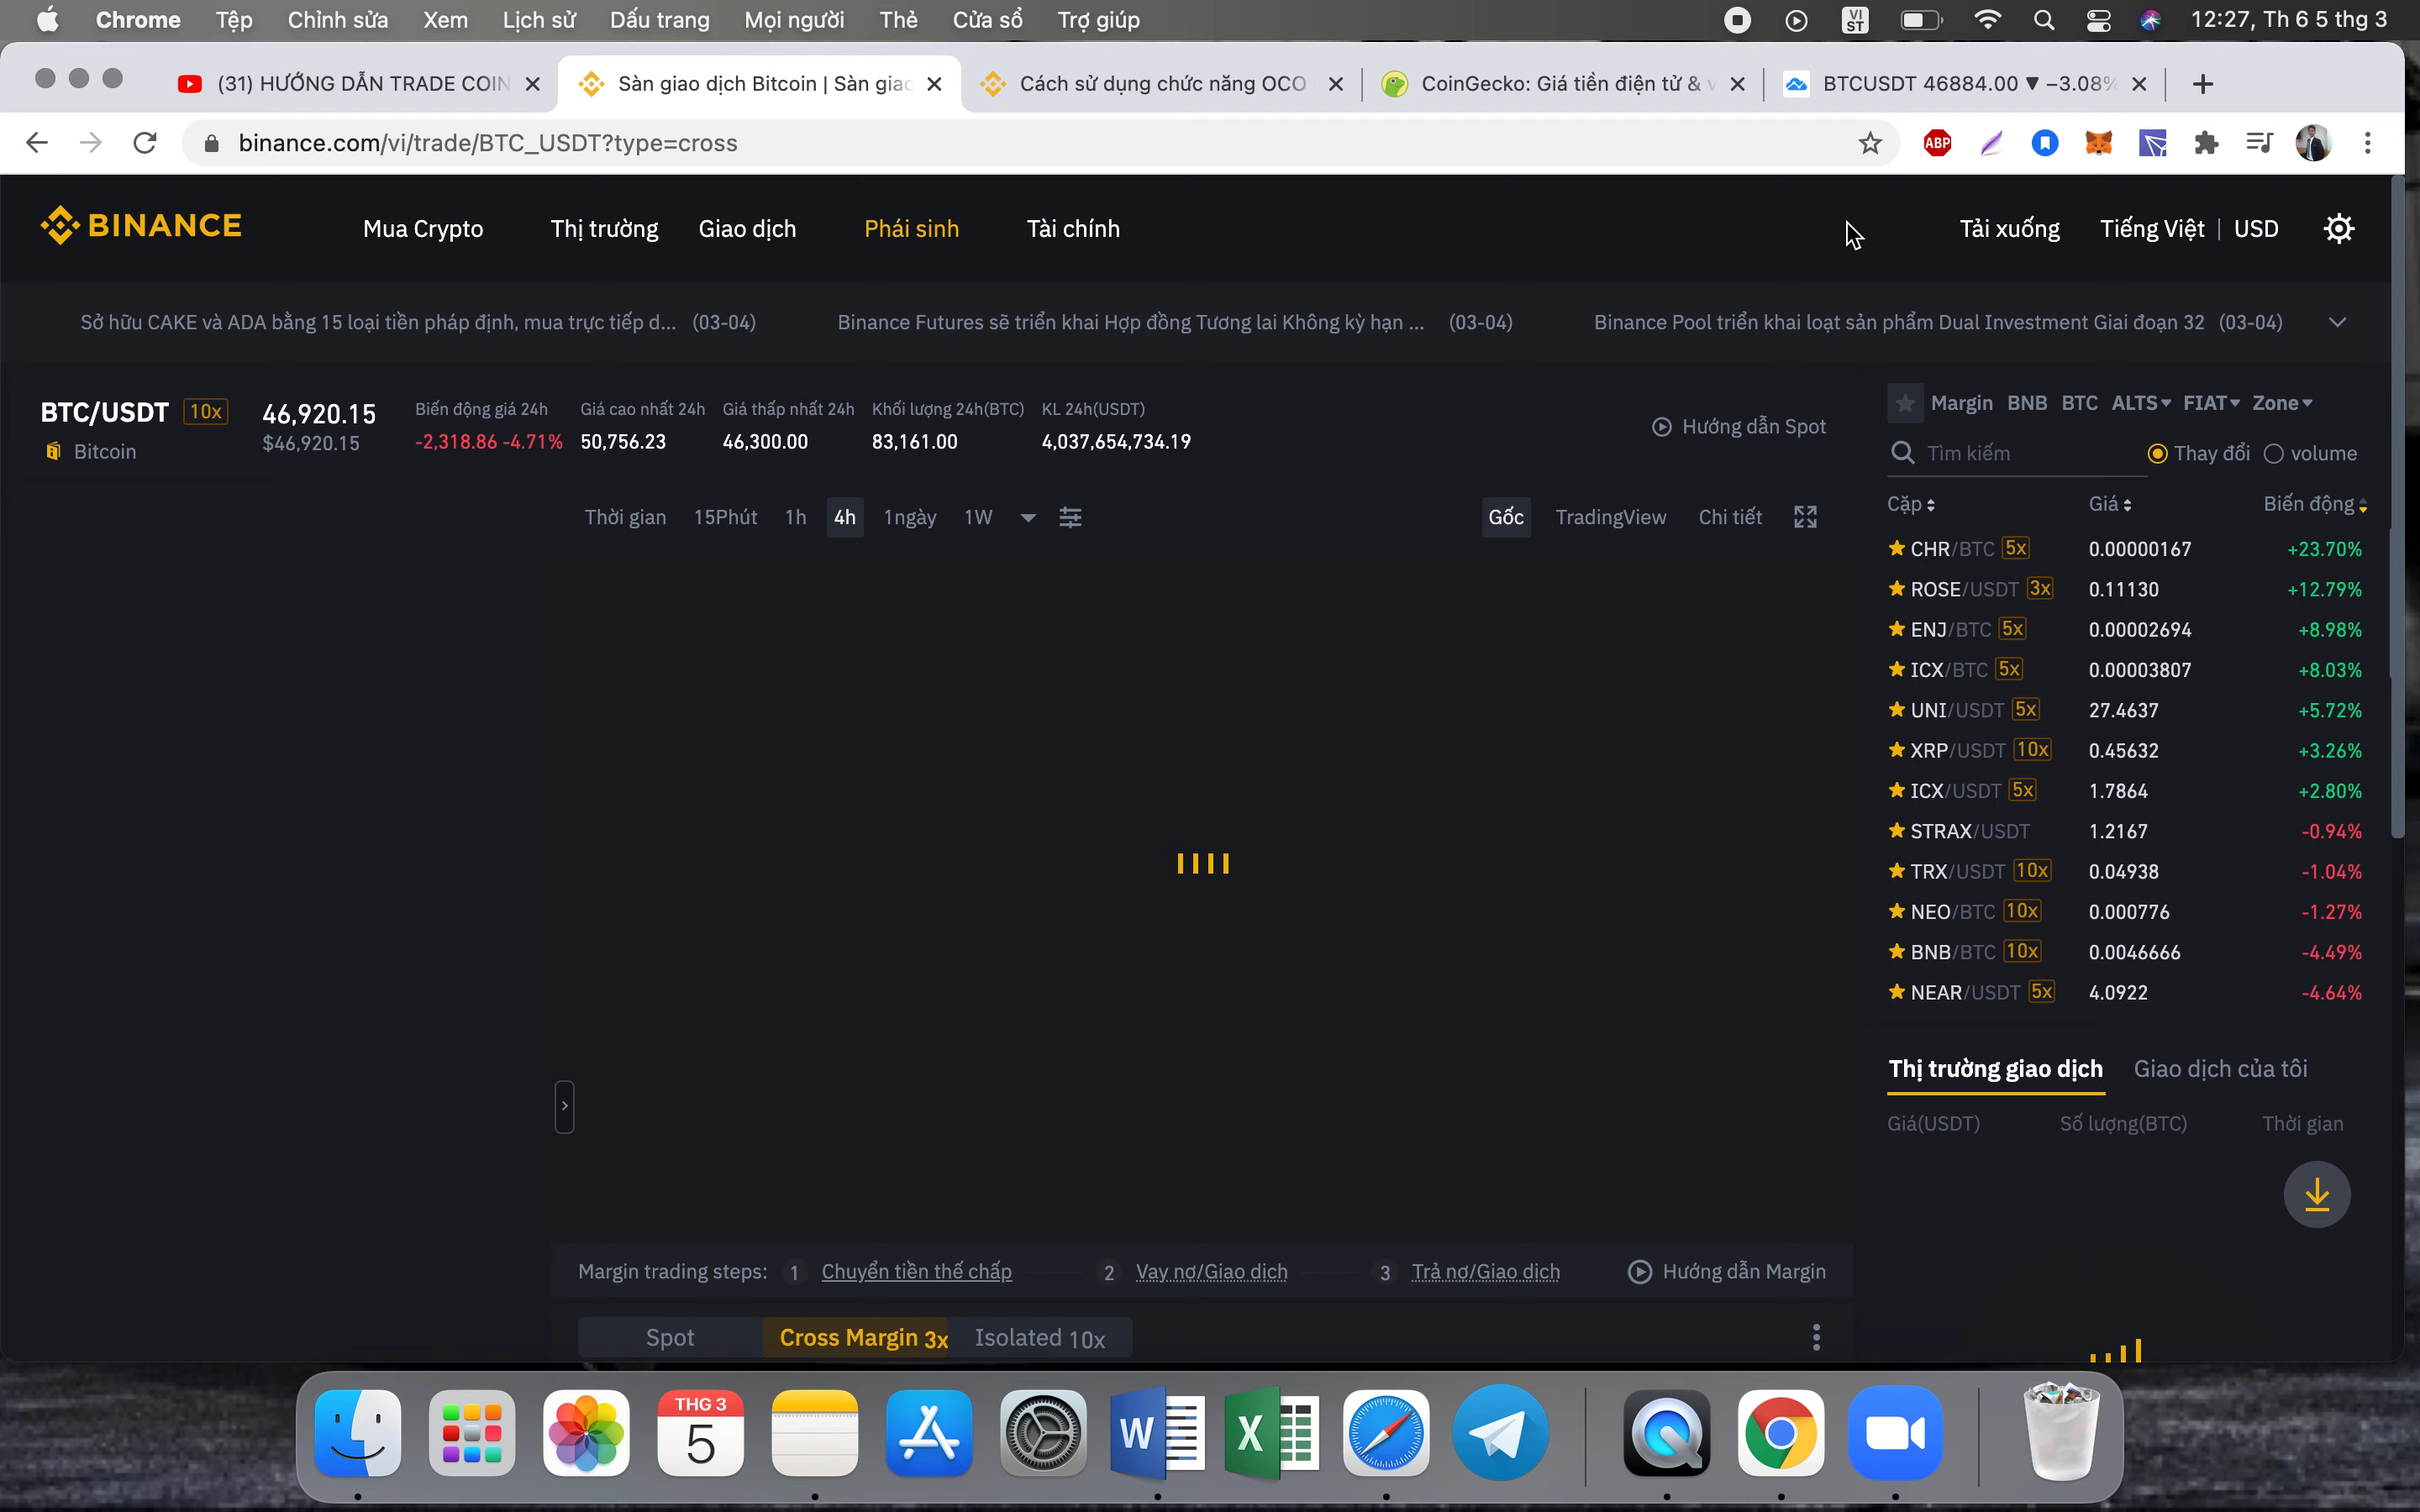 Chrome Tệp Chỉnh sửa Xem Lịch sử Dấu trang Mọi người Thẻ Cửa sổ Trợ giúp VI ST 12:27, Th 6 5 thg 3
(31) HƯỚNG DẪN TRADE COIN
Sàn giao dịch Bitcoin | Sàn giao
Cách sử dụng chức năng OCO
CoinGecko: Giá tiền điện tử & v
BTCUSDT 46884.00 ▼ −3.08%
binance.com/vi/trade/BTC_USDT?type=cross ABP
BINANCE Mua Crypto Thị trường Giao dịch Phái sinh Tài chính Tải xuống Tiếng Việt | USD
Sở hữu CAKE và ADA bằng 15 loại tiền pháp định, mua trực tiếp d... (03-04)
Binance Futures sẽ triển khai Hợp đồng Tương lai Không kỳ hạn ... (03-04)
Binance Pool triển khai loạt sản phẩm Dual Investment Giai đoạn 32 (03-04)
BTC/USDT 10x
Bitcoin
46,920.15
$46,920.15
Biến động giá 24h
-2,318.86 -4.71%
Giá cao nhất 24h
50,756.23
Giá thấp nhất 24h
46,300.00
Khối lượng 24h(BTC)
83,161.00
KL 24h(USDT)
4,037,654,734.19
Hướng dẫn Spot
Thời gian 15Phút 1h 4h 1ngày 1W
Gốc TradingView Chi tiết
Margin BNB BTC ALTS FIAT Zone
Tìm kiếm Thay đổi volume
Cặp Giá Biến động
CHR/BTC 5x 0.00000167 +23.70%
ROSE/USDT 3x 0.11130 +12.79%
ENJ/BTC 5x 0.00002694 +8.98%
ICX/BTC 5x 0.00003807 +8.03%
UNI/USDT 5x 27.4637 +5.72%
XRP/USDT 10x 0.45632 +3.26%
ICX/USDT 5x 1.7864 +2.80%
STRAX/USDT 1.2167 -0.94%
TRX/USDT 10x 0.04938 -1.04%
NEO/BTC 10x 0.000776 -1.27%
BNB/BTC 10x 0.0046666 -4.49%
NEAR/USDT 5x 4.0922 -4.64%
Thị trường giao dịch Giao dịch của tôi
Giá(USDT) Số lượng(BTC) Thời gian
Margin trading steps: 1 Chuyển tiền thế chấp 2 Vay nợ/Giao dịch 3 Trả nợ/Giao dịch Hướng dẫn Margin
Spot Cross Margin 3x Isolated 10x
THG 3
5
W
X